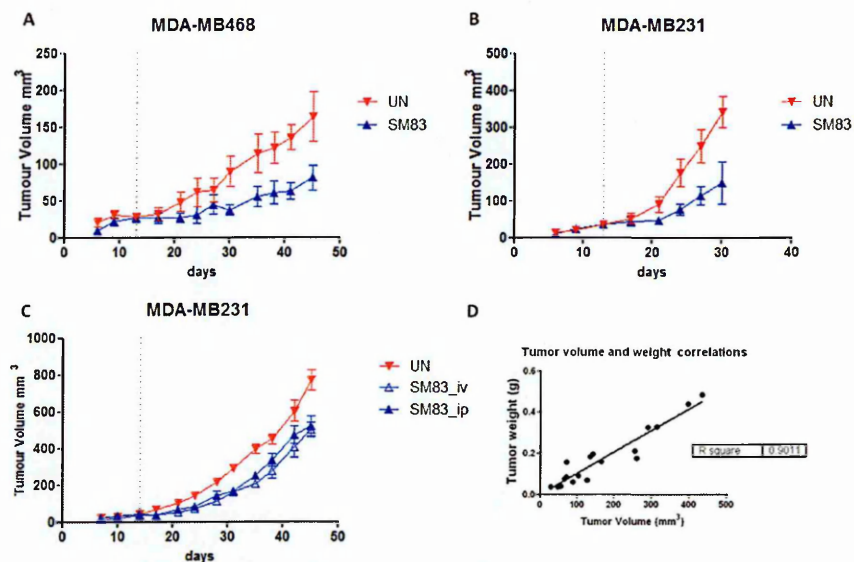 A
MDA-MB468
Tumour Volume mm³
250
200
150
100
50
0
0 10 20 30 40 50
days
UN
SM83
B
MDA-MB231
Tumour Volume mm³
500
400
300
200
100
0
0 10 20 30 40
days
UN
SM83
C
MDA-MB231
Tumour Volume mm³
1000
800
600
400
200
0
0 10 20 30 40 50
days
UN
SM83_iv
SM83_ip
D
Tumor volume and weight correlations
Tumor weight (g)
0.6
0.4
0.2
0.0
0 100 200 300 400 500
Tumor Volume (mm³)
R square 0.9011